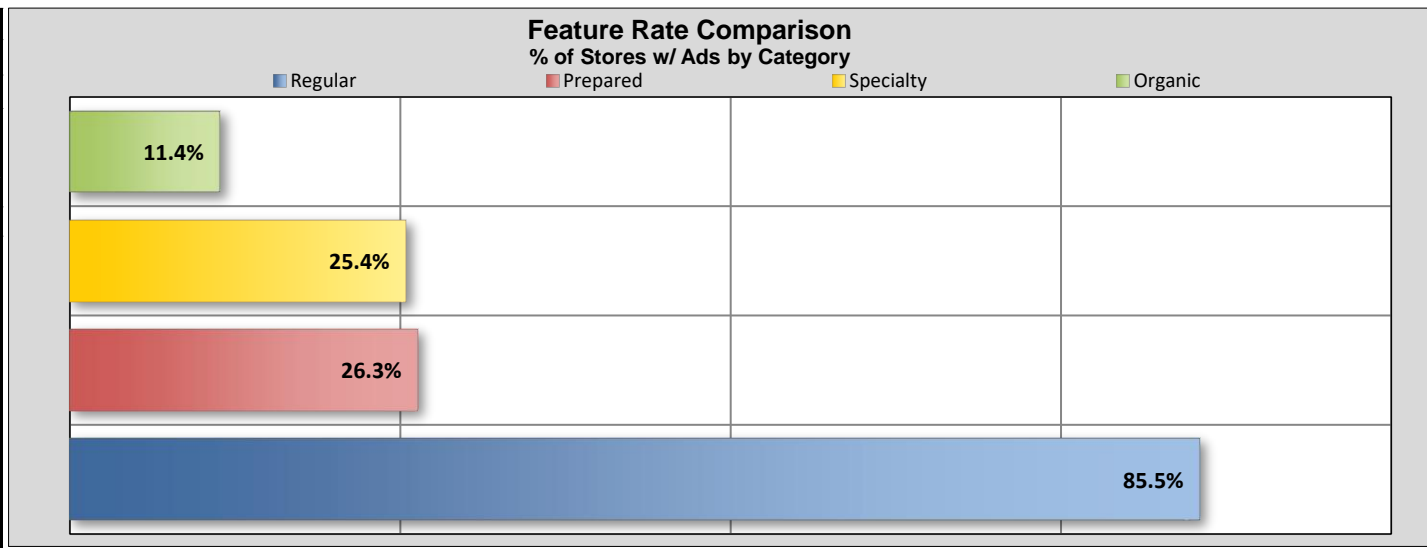 Feature Rate Comparison
% of Stores w/ Ads by Category
Regular Prepared Specialty Organic
11.4%
25.4%
26.3%
85.5%